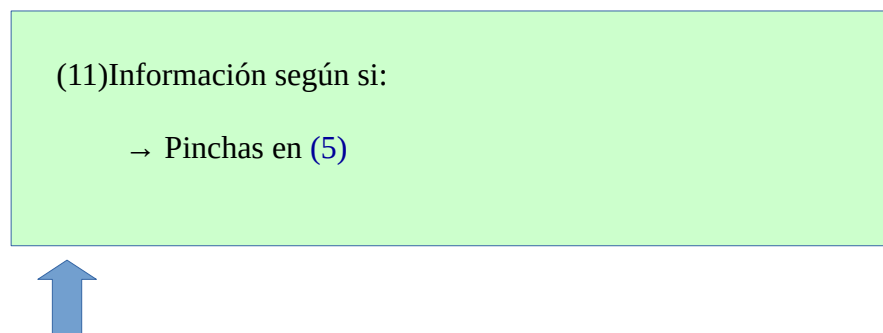 (11)Información según si:
→ Pinchas en (5)